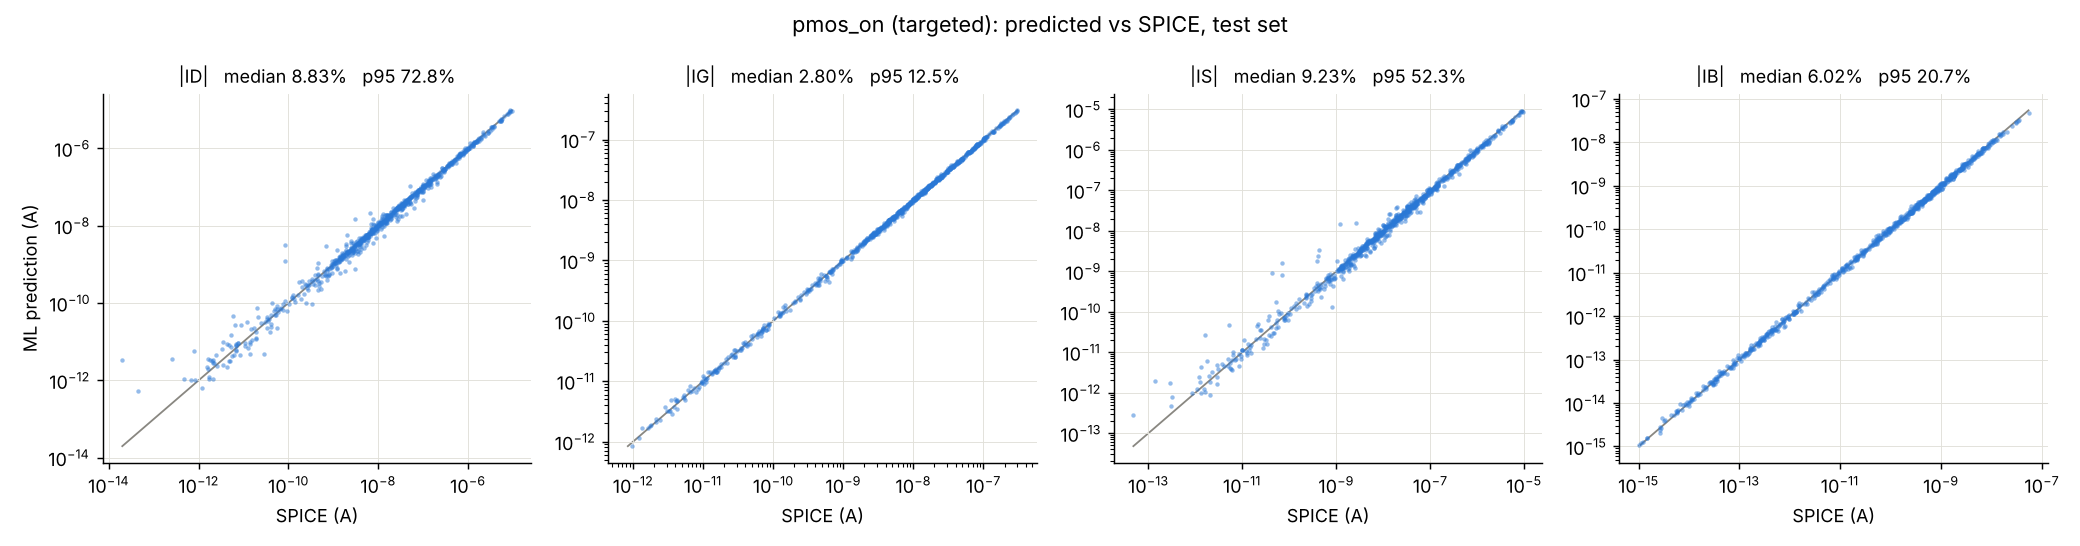 pmos_on (targeted): predicted vs SPICE, test set
|ID| median 8.83% p95 72.8%
|IG| median 2.80% p95 12.5%
|IS| median 9.23% p95 52.3%
|IB| median 6.02% p95 20.7%
ML prediction (A)
10⁻⁶
10⁻⁸
10⁻¹⁰
10⁻¹²
10⁻¹⁴
10⁻¹⁴ 10⁻¹² 10⁻¹⁰ 10⁻⁸ 10⁻⁶
SPICE (A)
10⁻⁷
10⁻⁸
10⁻⁹
10⁻¹⁰
10⁻¹¹
10⁻¹²
10⁻¹² 10⁻¹¹ 10⁻¹⁰ 10⁻⁹ 10⁻⁸ 10⁻⁷
SPICE (A)
10⁻⁵
10⁻⁶
10⁻⁷
10⁻⁸
10⁻⁹
10⁻¹⁰
10⁻¹¹
10⁻¹²
10⁻¹³
10⁻¹³ 10⁻¹¹ 10⁻⁹ 10⁻⁷ 10⁻⁵
SPICE (A)
10⁻⁷
10⁻⁸
10⁻⁹
10⁻¹⁰
10⁻¹¹
10⁻¹²
10⁻¹³
10⁻¹⁴
10⁻¹⁵
10⁻¹⁵ 10⁻¹³ 10⁻¹¹ 10⁻⁹ 10⁻⁷
SPICE (A)